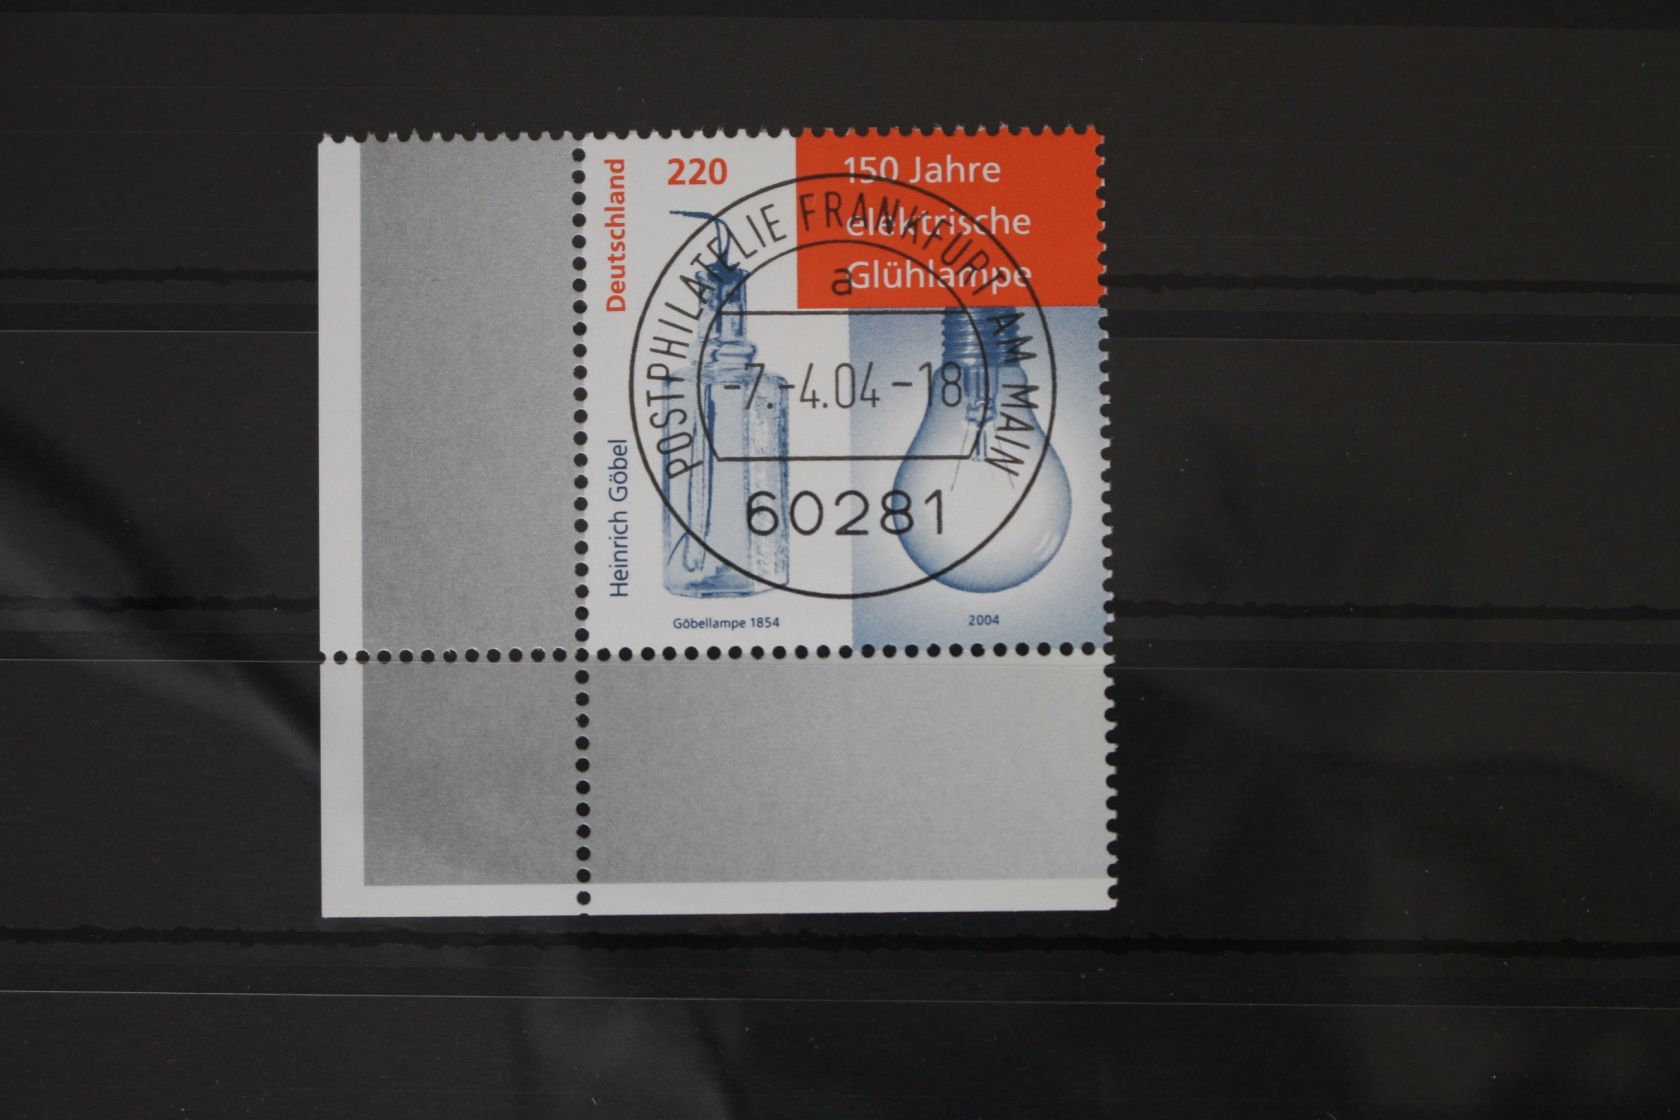 Deutschland
220
150 Jahre
elektrische
Glühlampe
Heinrich Göbel
Göbellampe 1854
2004
POSTPHILATELIE FRANKFURT AM MAIN
a
-7.-4.04-18
60281